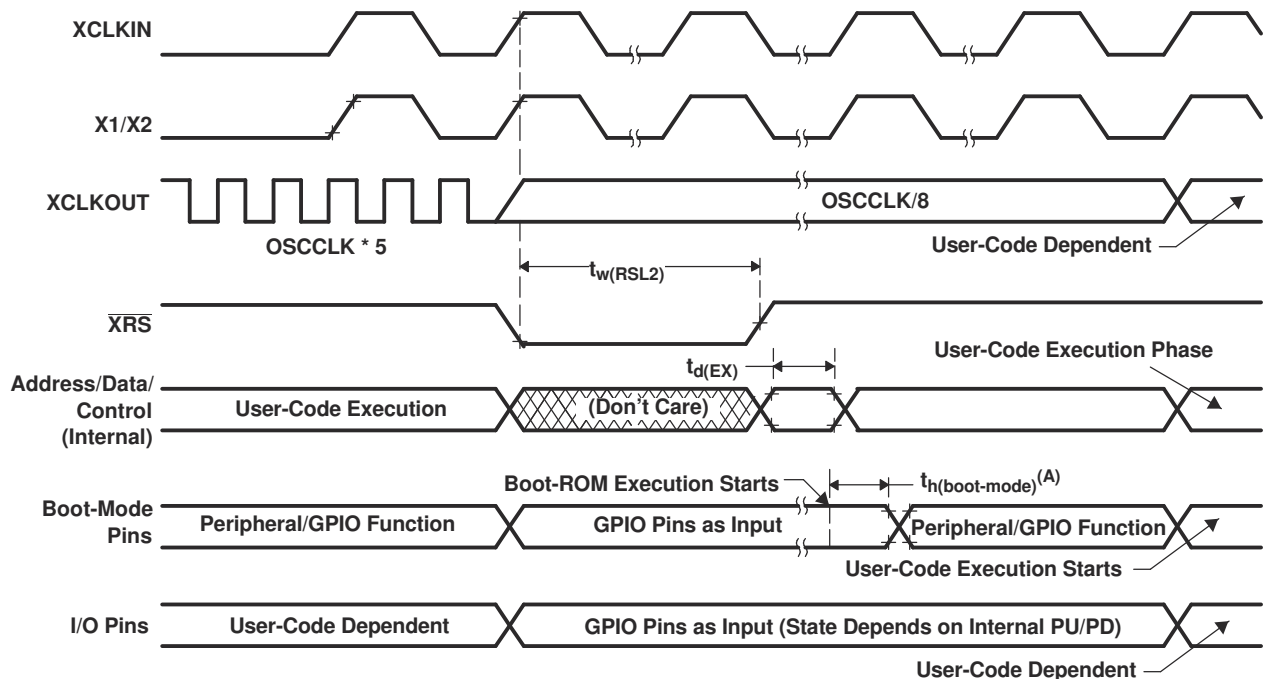 XCLKIN
X1/X2
XCLKOUT
OSCCLK/8
OSCCLK * 5
User-Code Dependent
tw(RSL2)
XRS
User-Code Execution Phase
td(EX)
Address/Data/
Control
(Internal)
User-Code Execution
(Don't Care)
Boot-ROM Execution Starts
th(boot-mode)(A)
Boot-Mode
Pins
Peripheral/GPIO Function
GPIO Pins as Input
Peripheral/GPIO Function
User-Code Execution Starts
I/O Pins
User-Code Dependent
GPIO Pins as Input (State Depends on Internal PU/PD)
User-Code Dependent